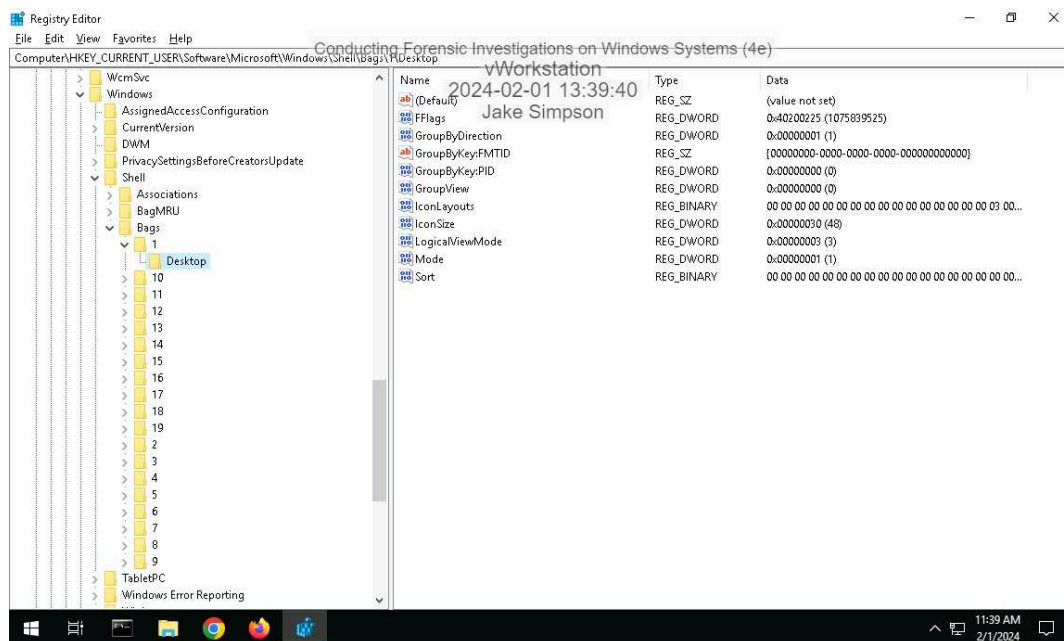 Registry Editor
File Edit View Favorites Help
Computer\HKEY_CURRENT_USER\Software\Microsoft\Windows\Shell\Bags\1\Desktop
Conducting Forensic Investigations on Windows Systems (4e)
vWorkstation
2024-02-01 13:39:40
Jake Simpson
WcmSvc
Windows
AssignedAccessConfiguration
CurrentVersion
DWM
PrivacySettingsBeforeCreatorsUpdate
Shell
Associations
BagMRU
Bags
1
Desktop
10
11
12
13
14
15
16
17
18
19
2
3
4
5
6
7
8
9
TabletPC
Windows Error Reporting
Name Type Data
(Default) REG_SZ (value not set)
FFlags REG_DWORD 0x40200225 (1075839525)
GroupByDirection REG_DWORD 0x00000001 (1)
GroupByKey:FMTID REG_SZ {00000000-0000-0000-0000-000000000000}
GroupByKey:PID REG_DWORD 0x00000000 (0)
GroupView REG_DWORD 0x00000000 (0)
IconLayouts REG_BINARY 00 00 00 00 00 00 00 00 00 00 00 00 00 00 00 00 03 00...
IconSize REG_DWORD 0x00000030 (48)
LogicalViewMode REG_DWORD 0x00000003 (3)
Mode REG_DWORD 0x00000001 (1)
Sort REG_BINARY 00 00 00 00 00 00 00 00 00 00 00 00 00 00 00 00 00 00...
11:39 AM
2/1/2024